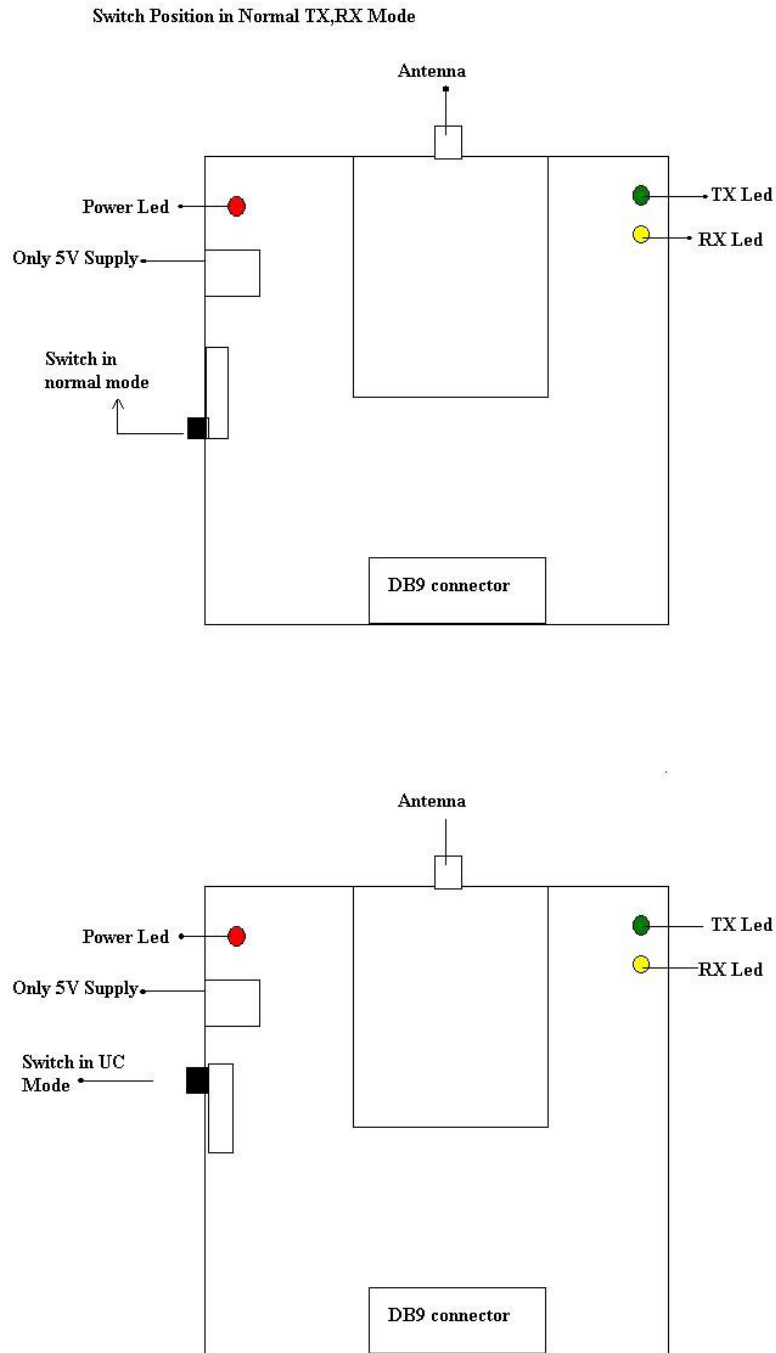 Switch Position in Normal TX,RX Mode
Antenna
Power Led
TX Led
RX Led
Only 5V Supply
Switch in
normal mode
DB9 connector
Antenna
Power Led
TX Led
RX Led
Only 5V Supply
Switch in UC
Mode
DB9 connector